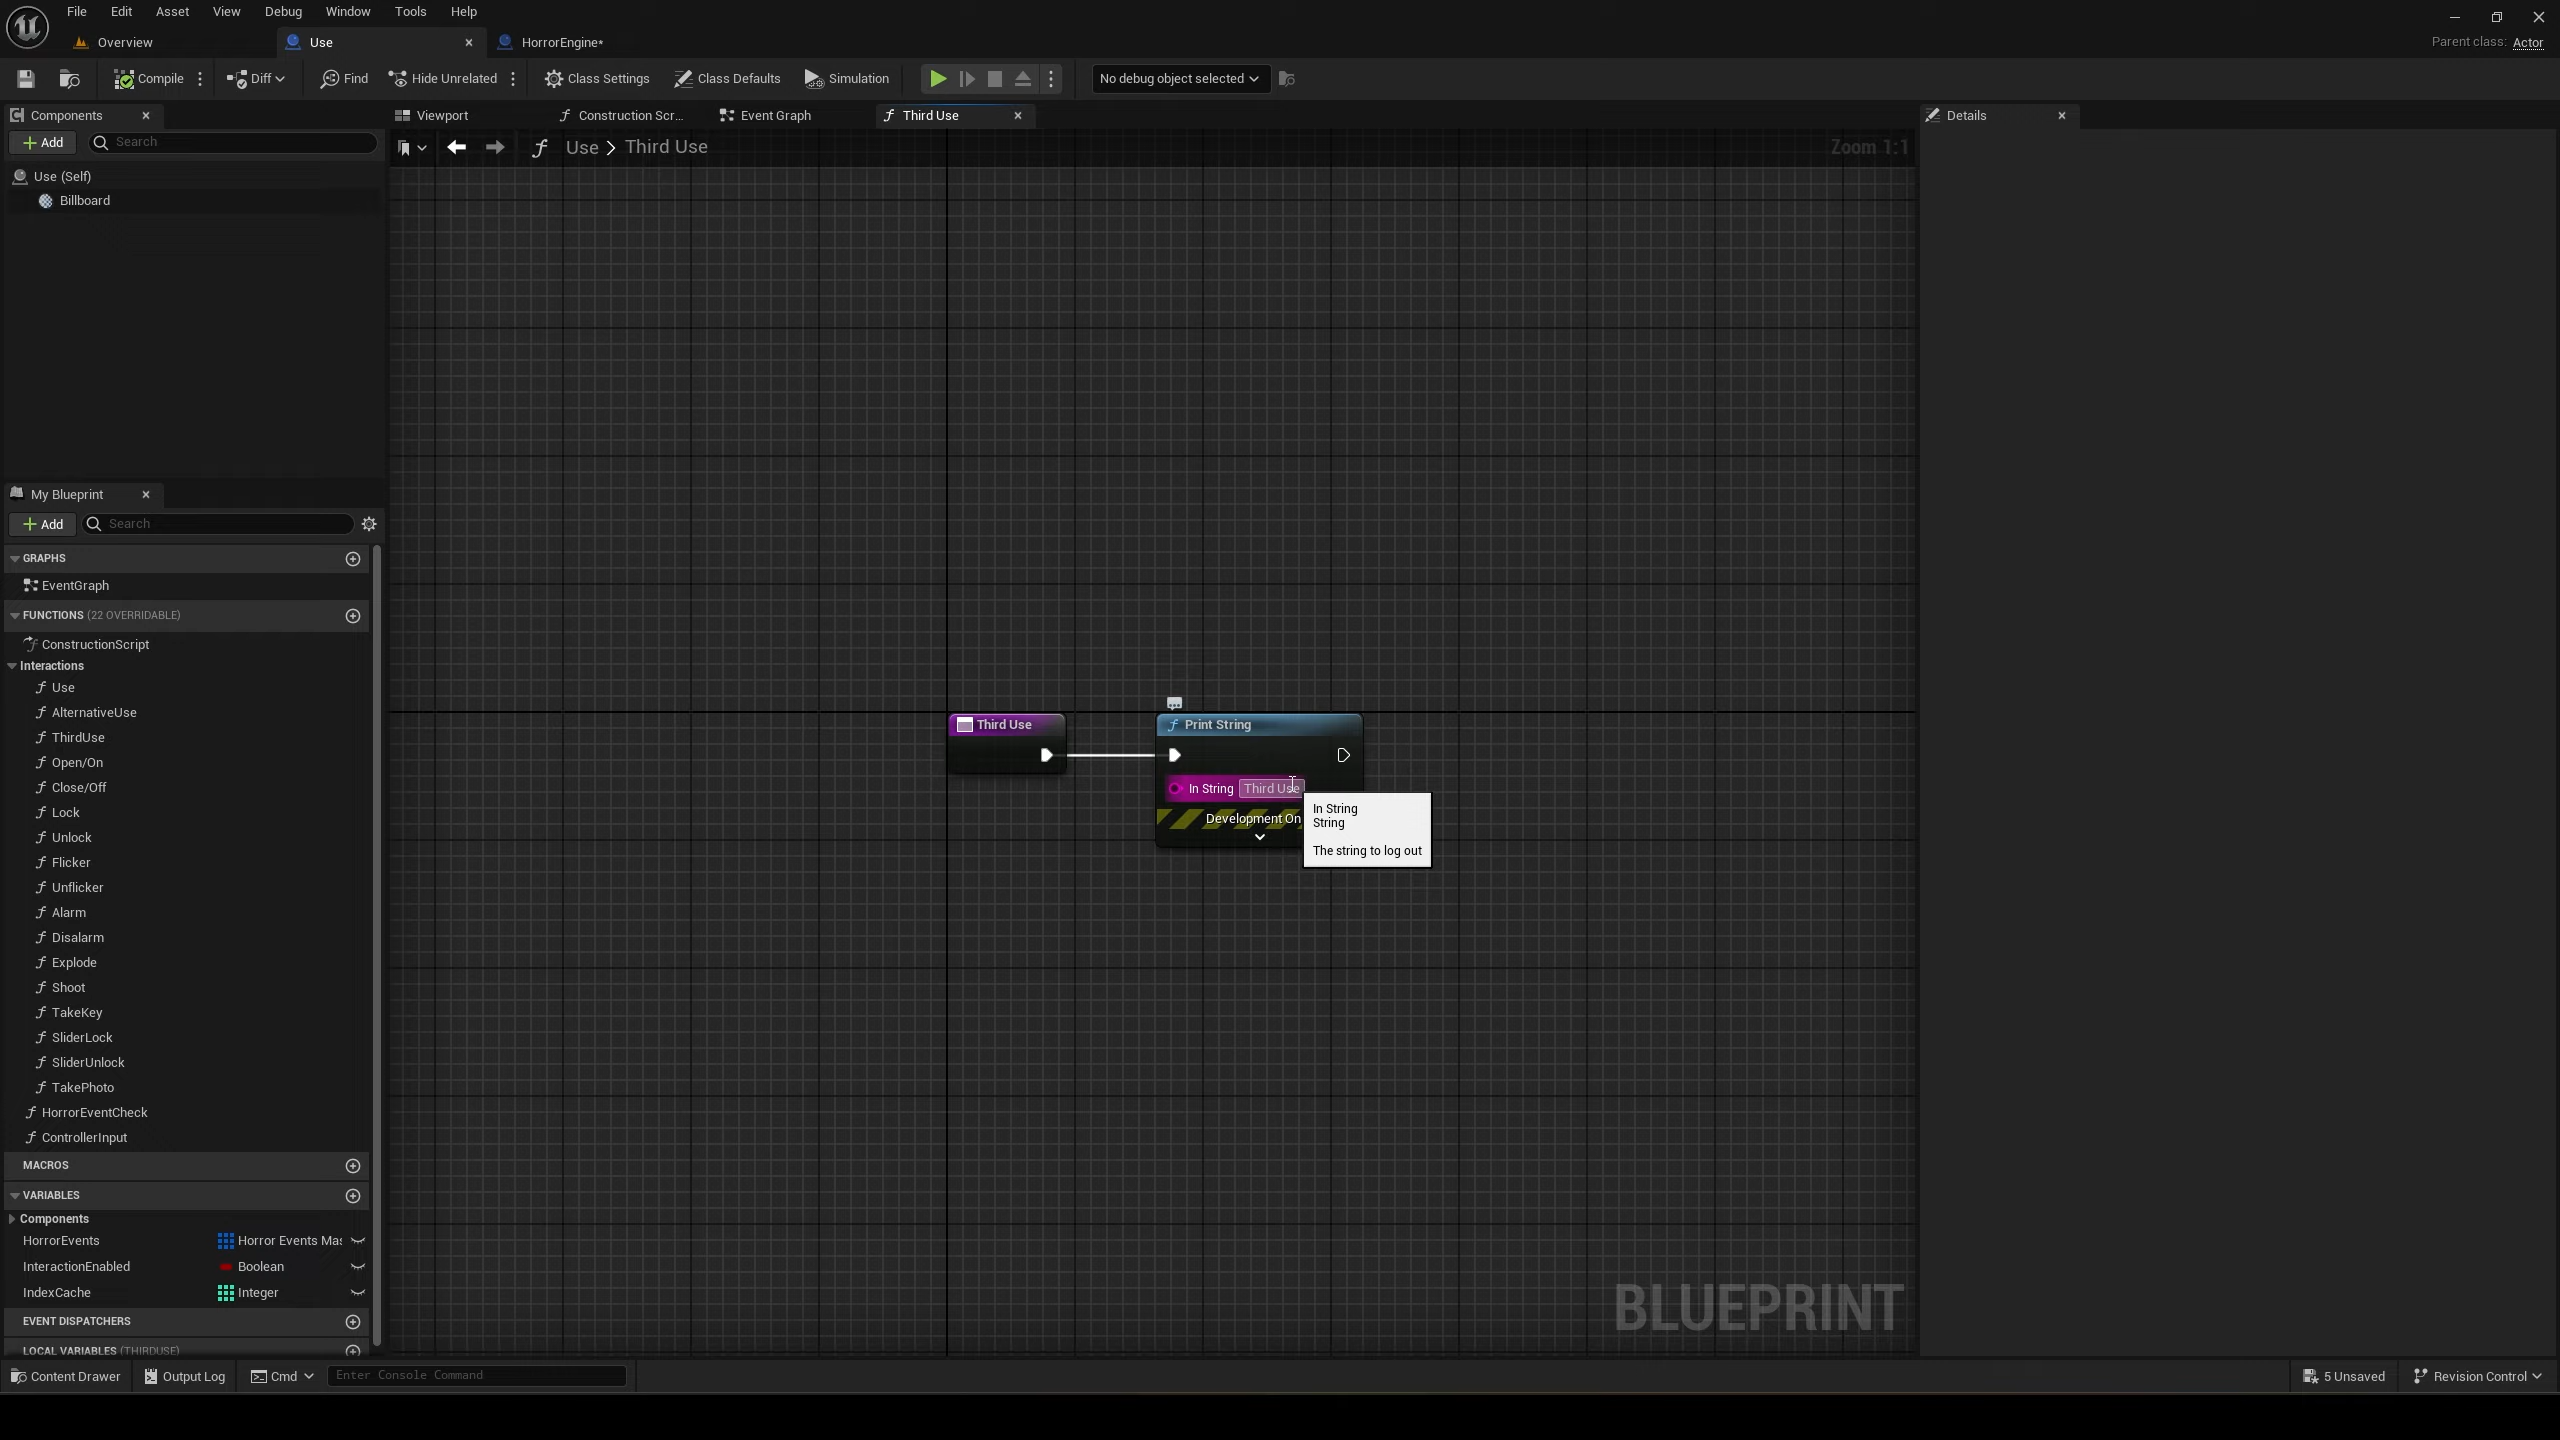 File Edit Asset View Debug Window Tools Help
Overview Use HorrorEngine*
Parent class: Actor
Compile Diff Find Hide Unrelated Class Settings Class Defaults Simulation No debug object selected
Components
Viewport Construction Scr... Event Graph Third Use
Details
Add Search
Use > Third Use
Zoom 1:1
Use (Self)
Billboard
My Blueprint
Add Search
GRAPHS
EventGraph
FUNCTIONS (22 OVERRIDABLE)
ConstructionScript
Interactions
Use
AlternativeUse
ThirdUse
Open/On
Close/Off
Lock
Unlock
Flicker
Unflicker
Alarm
Disalarm
Explode
Shoot
TakeKey
SliderLock
SliderUnlock
TakePhoto
HorrorEventCheck
ControllerInput
MACROS
VARIABLES
Components
HorrorEvents Horror Events Mas
InteractionEnabled Boolean
IndexCache Integer
EVENT DISPATCHERS
LOCAL VARIABLES (THIRDUSE)
Third Use
Print String
In String Third Use
Development On
In String
String
The string to log out
BLUEPRINT
Content Drawer Output Log Cmd Enter Console Command
5 Unsaved Revision Control